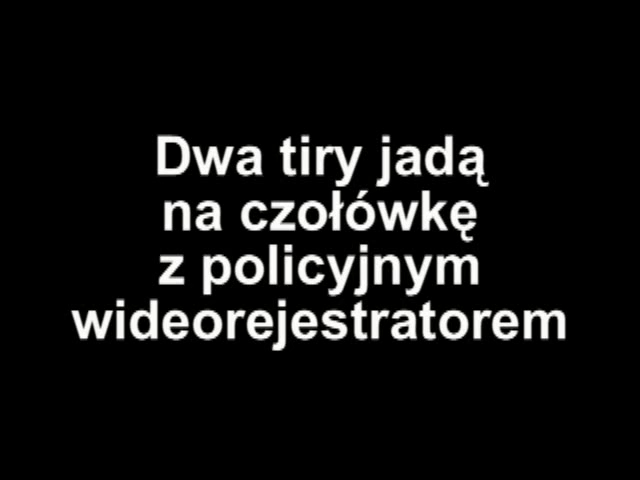 Dwa tiry jadą
na czołówkę
z policyjnym
wideorejestratorem